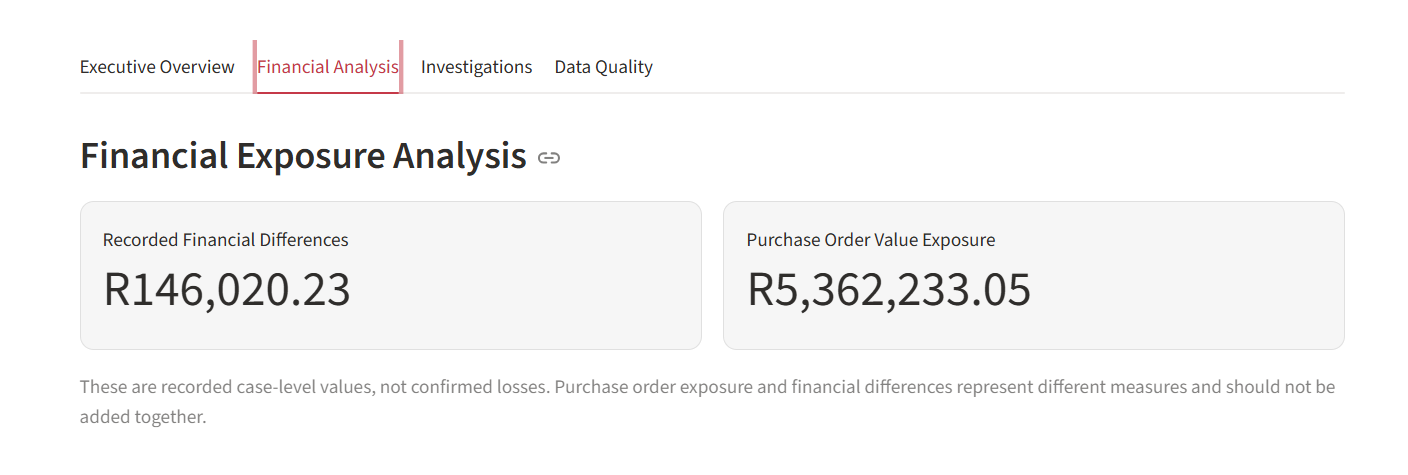 Executive Overview Financial Analysis Investigations Data Quality
Financial Exposure Analysis
Recorded Financial Differences
R146,020.23
Purchase Order Value Exposure
R5,362,233.05
These are recorded case-level values, not confirmed losses. Purchase order exposure and financial differences represent different measures and should not be
added together.